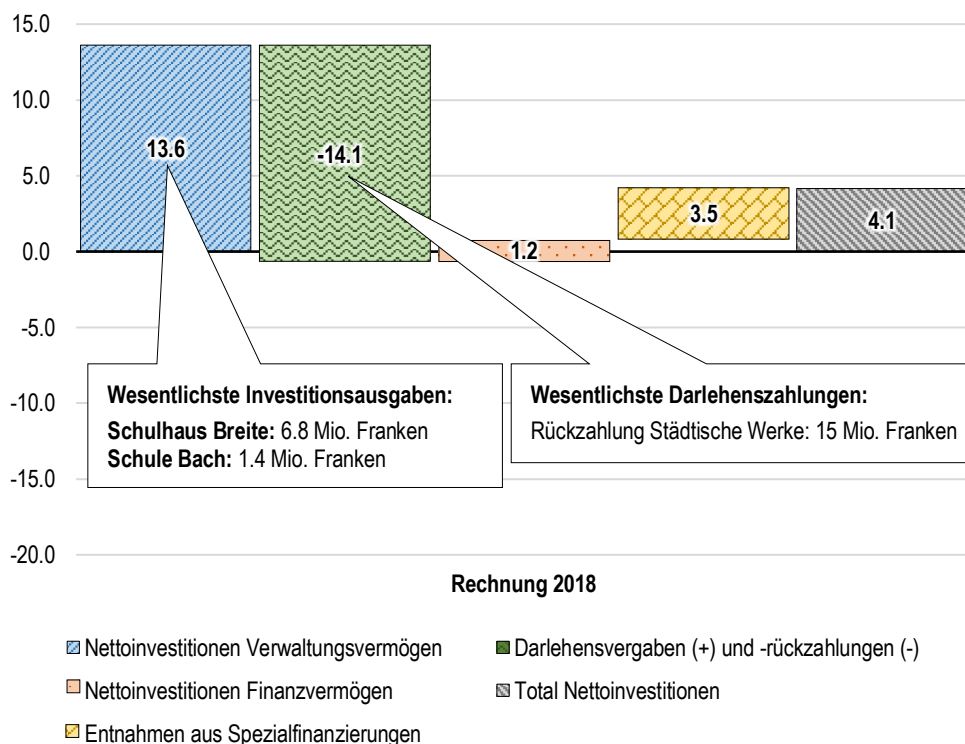 15.0
10.0
5.0
0.0
-5.0
-10.0
-15.0
-20.0
13.6
-14.1
1.2
3.5
4.1
Wesentlichste Investitionsausgaben:
Schulhaus Breite: 6.8 Mio. Franken
Schule Bach: 1.4 Mio. Franken
Wesentlichste Darlehenszahlungen:
Rückzahlung Städtische Werke: 15 Mio. Franken
Rechnung 2018
Nettoinvestitionen Verwaltungsvermögen
Darlehensvergaben (+) und -rückzahlungen (-)
Nettoinvestitionen Finanzvermögen
Total Nettoinvestitionen
Entnahmen aus Spezialfinanzierungen